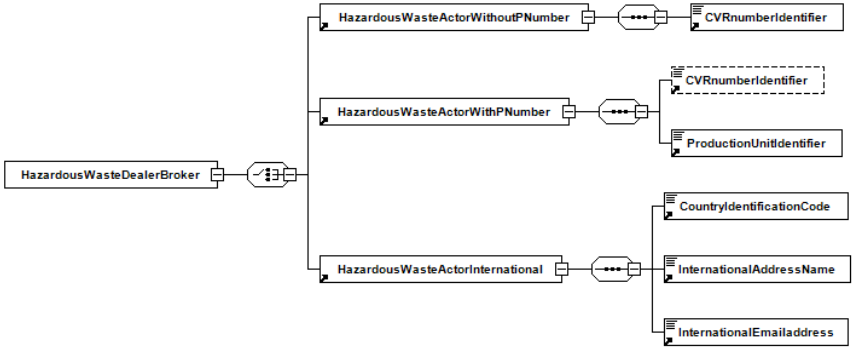 HazardousWasteActorWithoutPNumber
CVRnumberIdentifier
CVRnumberIdentifier
HazardousWasteActorWithPNumber
ProductionUnitIdentifier
HazardousWasteDealerBroker
CountryIdentificationCode
HazardousWasteActorInternational
InternationalAddressName
InternationalEmailaddress